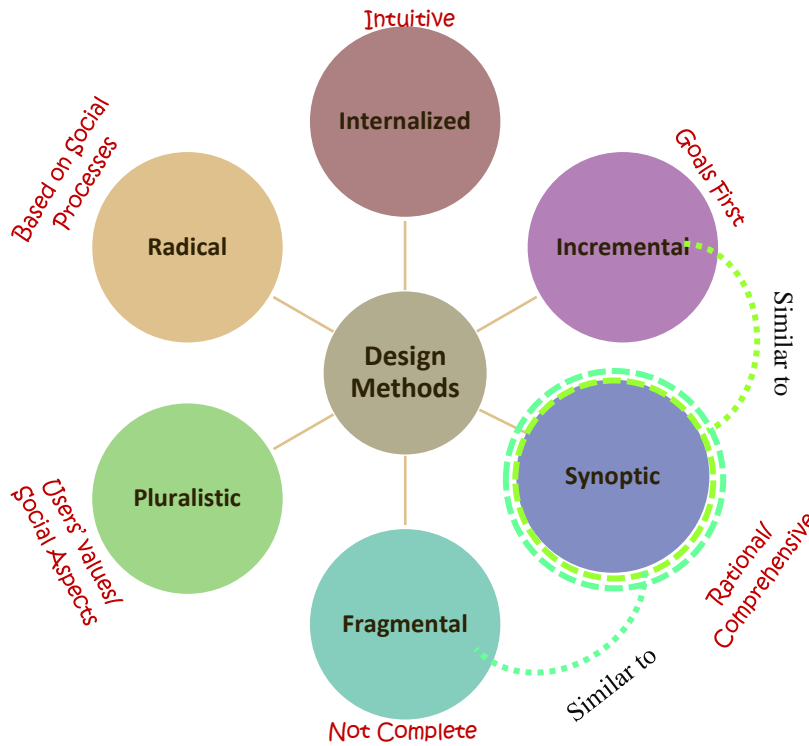 Intuitive
Internalized
Based on Social
Processes
Goals First
Radical
Incremental
Similar to
Design
Methods
Synoptic
Pluralistic
Users' values/
Social Aspects
Rational/
Comprehensive
Fragmental
Similar to
Not Complete